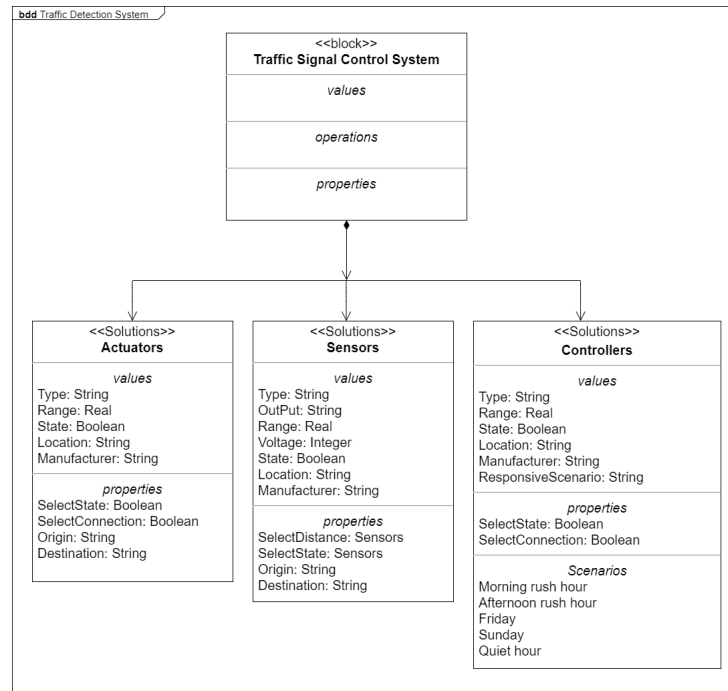 bdd Traffic Detection System
<<block>>
Traffic Signal Control System
values
operations
properties
<<Solutions>>
Actuators
values
Type: String
Range: Real
State: Boolean
Location: String
Manufacturer: String
properties
SelectState: Boolean
SelectConnection: Boolean
Origin: String
Destination: String
<<Solutions>>
Sensors
values
Type: String
OutPut: String
Range: Real
Voltage: Integer
State: Boolean
Location: String
Manufacturer: String
properties
SelectDistance: Sensors
SelectState: Sensors
Origin: String
Destination: String
<<Solutions>>
Controllers
values
Type: String
Range: Real
State: Boolean
Location: String
Manufacturer: String
ResponsiveScenario: String
properties
SelectState: Boolean
SelectConnection: Boolean
Scenarios
Morning rush hour
Afternoon rush hour
Friday
Sunday
Quiet hour